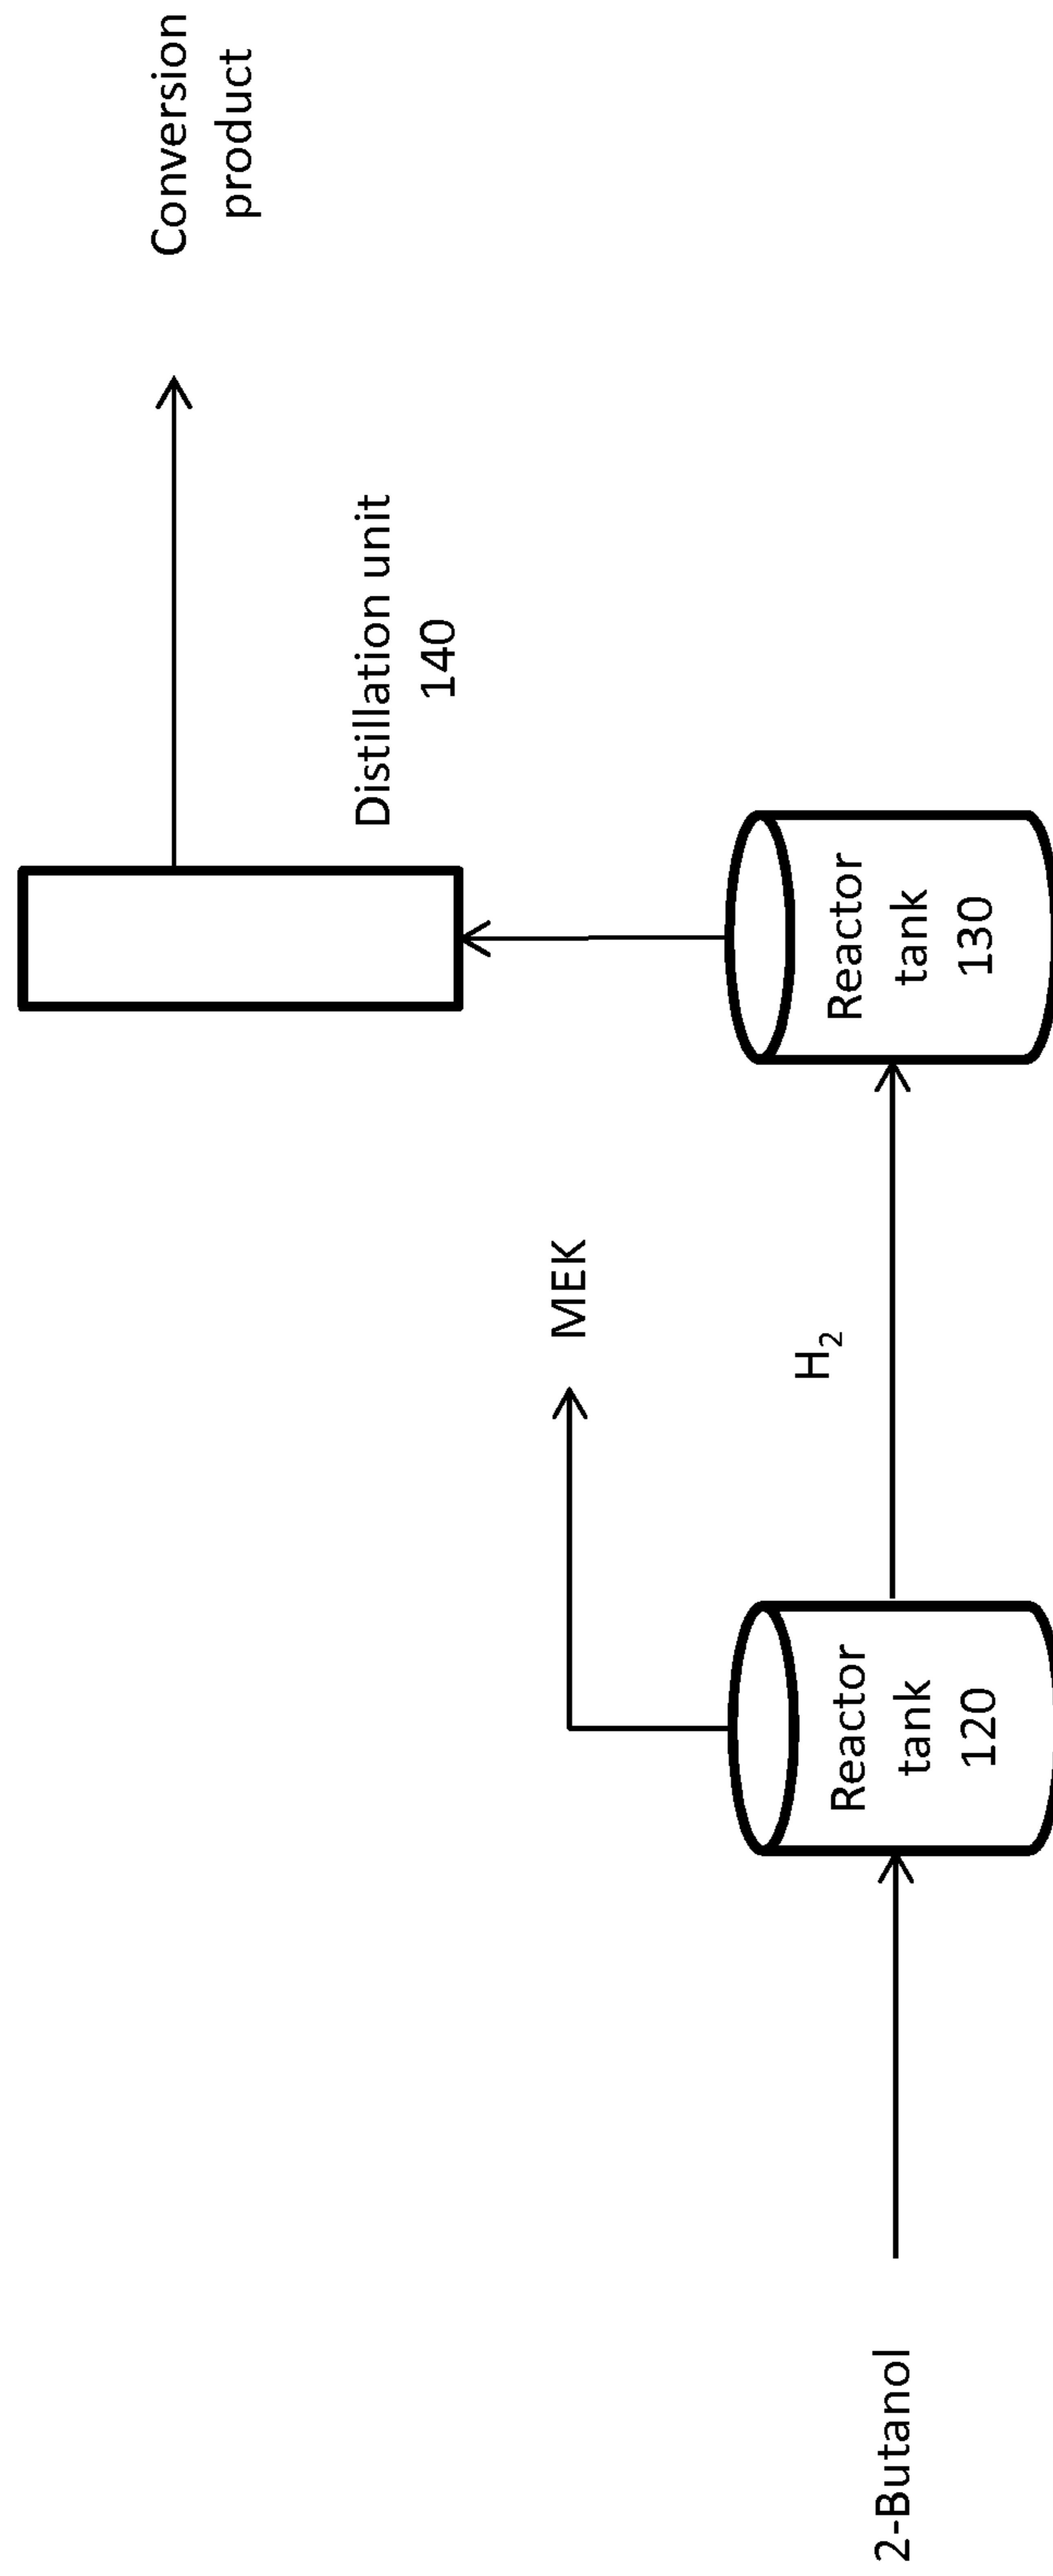 Conversion
product
Distillation unit
140
MEK
H₂
Reactor
tank
130
Reactor
tank
120
2-Butanol